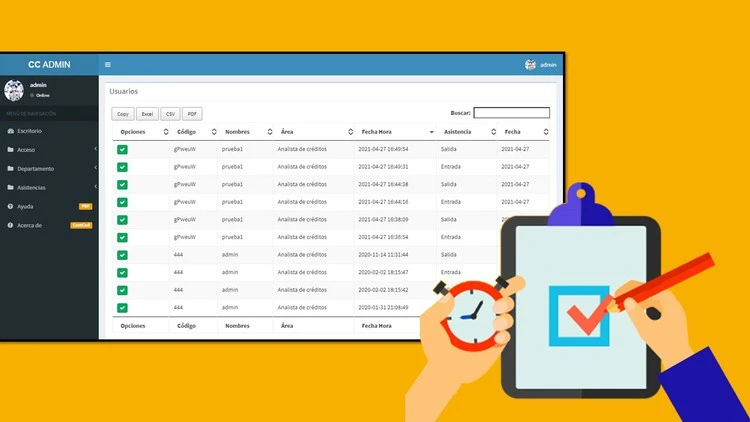 CC ADMIN
admin
admin
Online
MENÚ DE NAVEGACIÓN
Escritorio
Acceso
Departamento
Asistencias
Ayuda PDF
Acerca de ComCad
Usuarios
Copy Excel CSV PDF Buscar:
Opciones Código Nombres Área Fecha Hora Asistencia Fecha
gPweuW prueba1 Analista de créditos 2021-04-27 16:49:54 Salida 2021-04-27
gPweuW prueba1 Analista de créditos 2021-04-27 16:49:31 Entrada 2021-04-27
gPweuW prueba1 Analista de créditos 2021-04-27 16:44:38 Salida 2021-04-27
gPweuW prueba1 Analista de créditos 2021-04-27 16:44:16 Entrada 2021-04-27
gPweuW prueba1 Analista de créditos 2021-04-27 16:38:09 Salida
gPweuW prueba1 Analista de créditos 2021-04-27 16:36:54 Entrada
444 admin Analista de créditos 2020-11-14 11:31:44 Salida
444 admin Analista de créditos 2020-02-02 18:15:47 Entrada
444 admin Analista de créditos 2020-02-02 18:15:42
444 admin Analista de créditos 2020-01-31 21:08:49
Opciones Código Nombres Área Fecha Hora